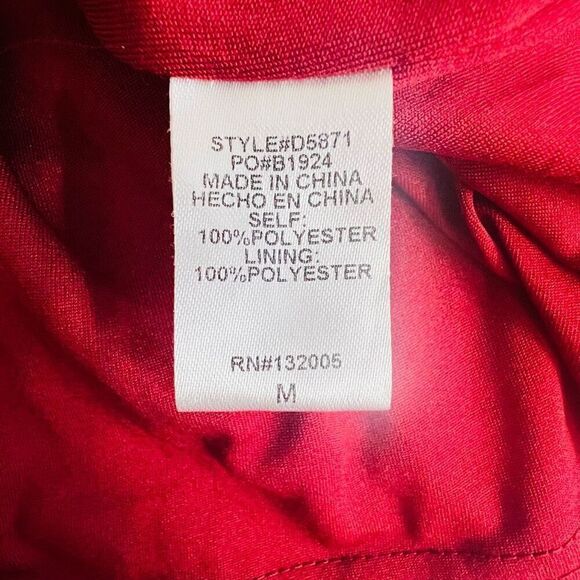 STYLE#D5871
PO#B1924
MADE IN CHINA
HECHO EN CHINA
SELF:
100%POLYESTER
LINING:
100%POLYESTER
RN#132005
M